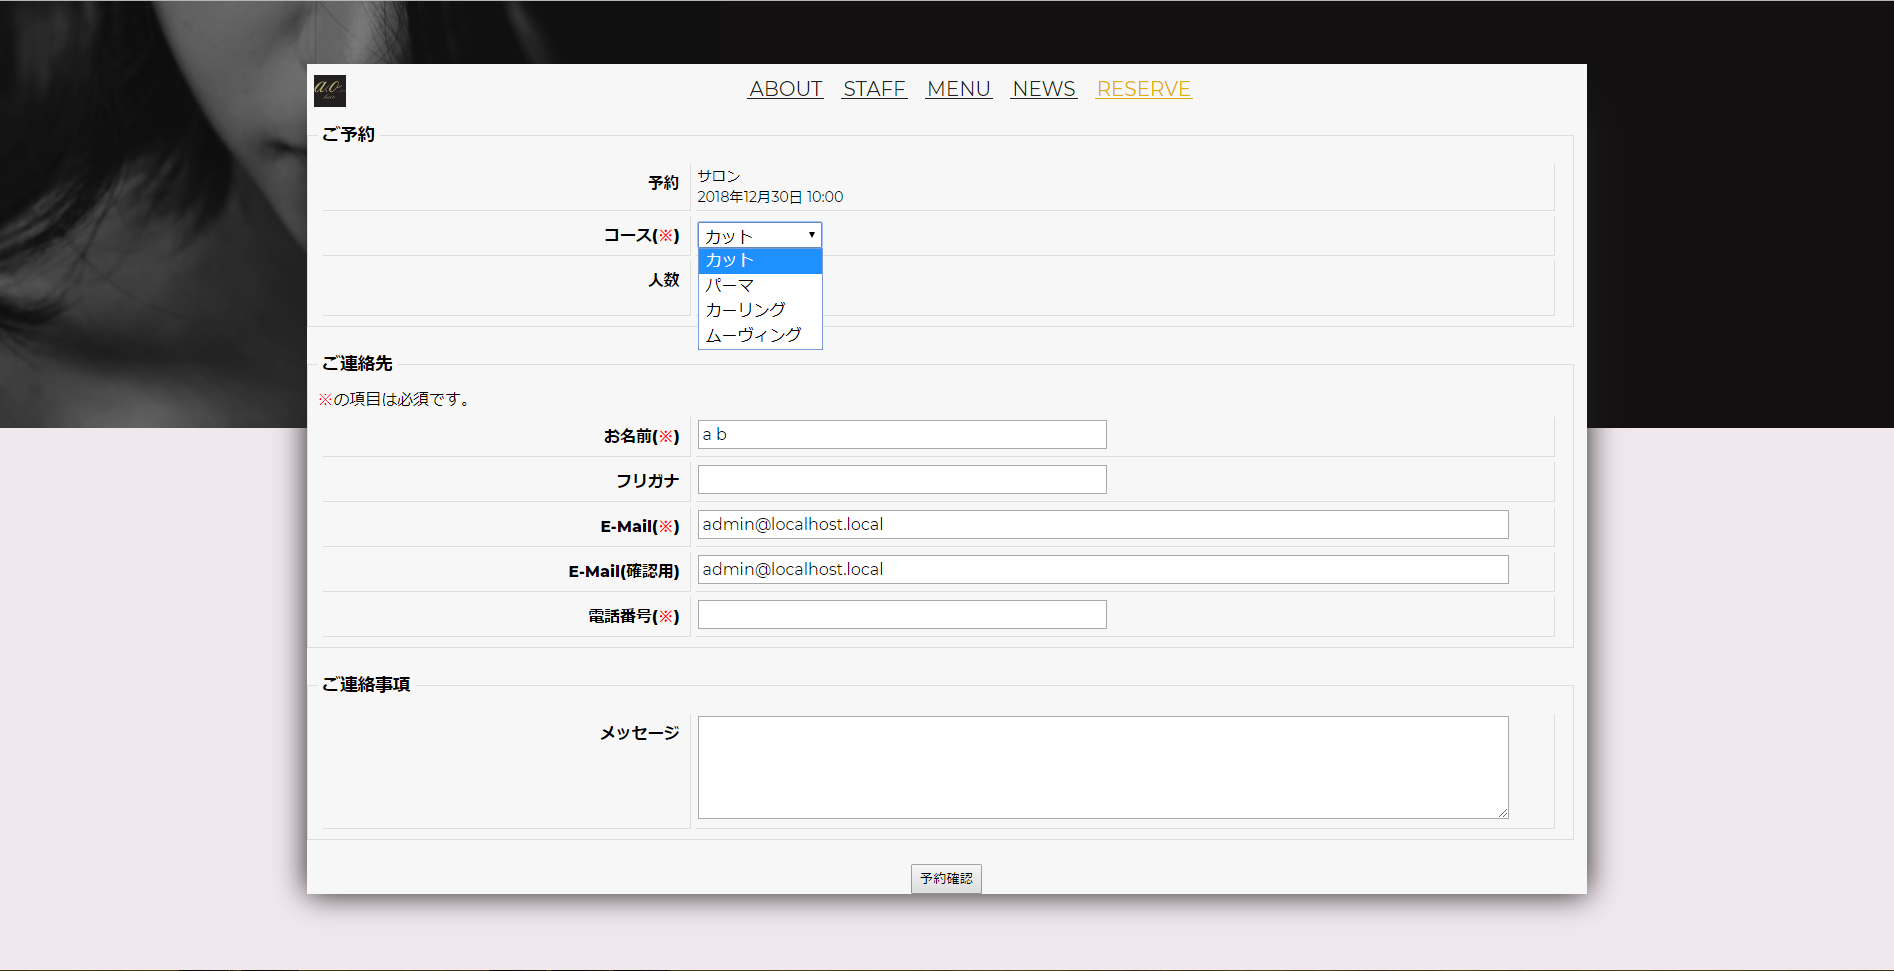 a.o
ABOUT STAFF MENU NEWS RESERVE
ご予約
予約
サロン
2018年12月30日 10:00
コース(※)
カット
カット
パーマ
カーリング
ムーヴィング
人数
ご連絡先
※の項目は必須です。
お名前(※)
a b
フリガナ
E-Mail(※)
admin@localhost.local
E-Mail(確認用)
admin@localhost.local
電話番号(※)
ご連絡事項
メッセージ
予約確認